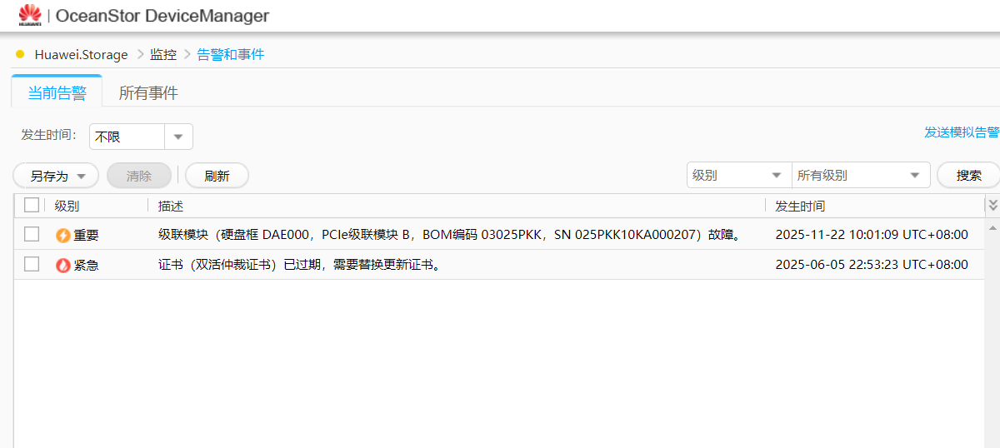 HUAWEI | OceanStor DeviceManager
Huawei.Storage > 监控 > 告警和事件
当前告警 所有事件
发生时间： 不限 发送模拟告警
另存为 清除 刷新 级别 所有级别 搜索
级别 描述 发生时间
重要 级联模块（硬盘框 DAE000，PCIe级联模块 B，BOM编码 03025PKK，SN 025PKK10KA000207）故障。 2025-11-22 10:01:09 UTC+08:00
紧急 证书（双活仲裁证书）已过期，需要替换更新证书。 2025-06-05 22:53:23 UTC+08:00